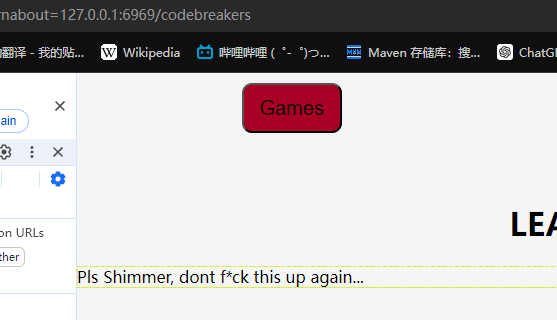 rnabout=127.0.0.1:6969/codebreakers
翻译 - 我的贴... Wikipedia 哔哩哔哩 ( ゜- ゜)つ... Maven 存储库：搜... ChatG
Games
ain
LEA
on URLs
ther
Pls Shimmer, dont f*ck this up again...